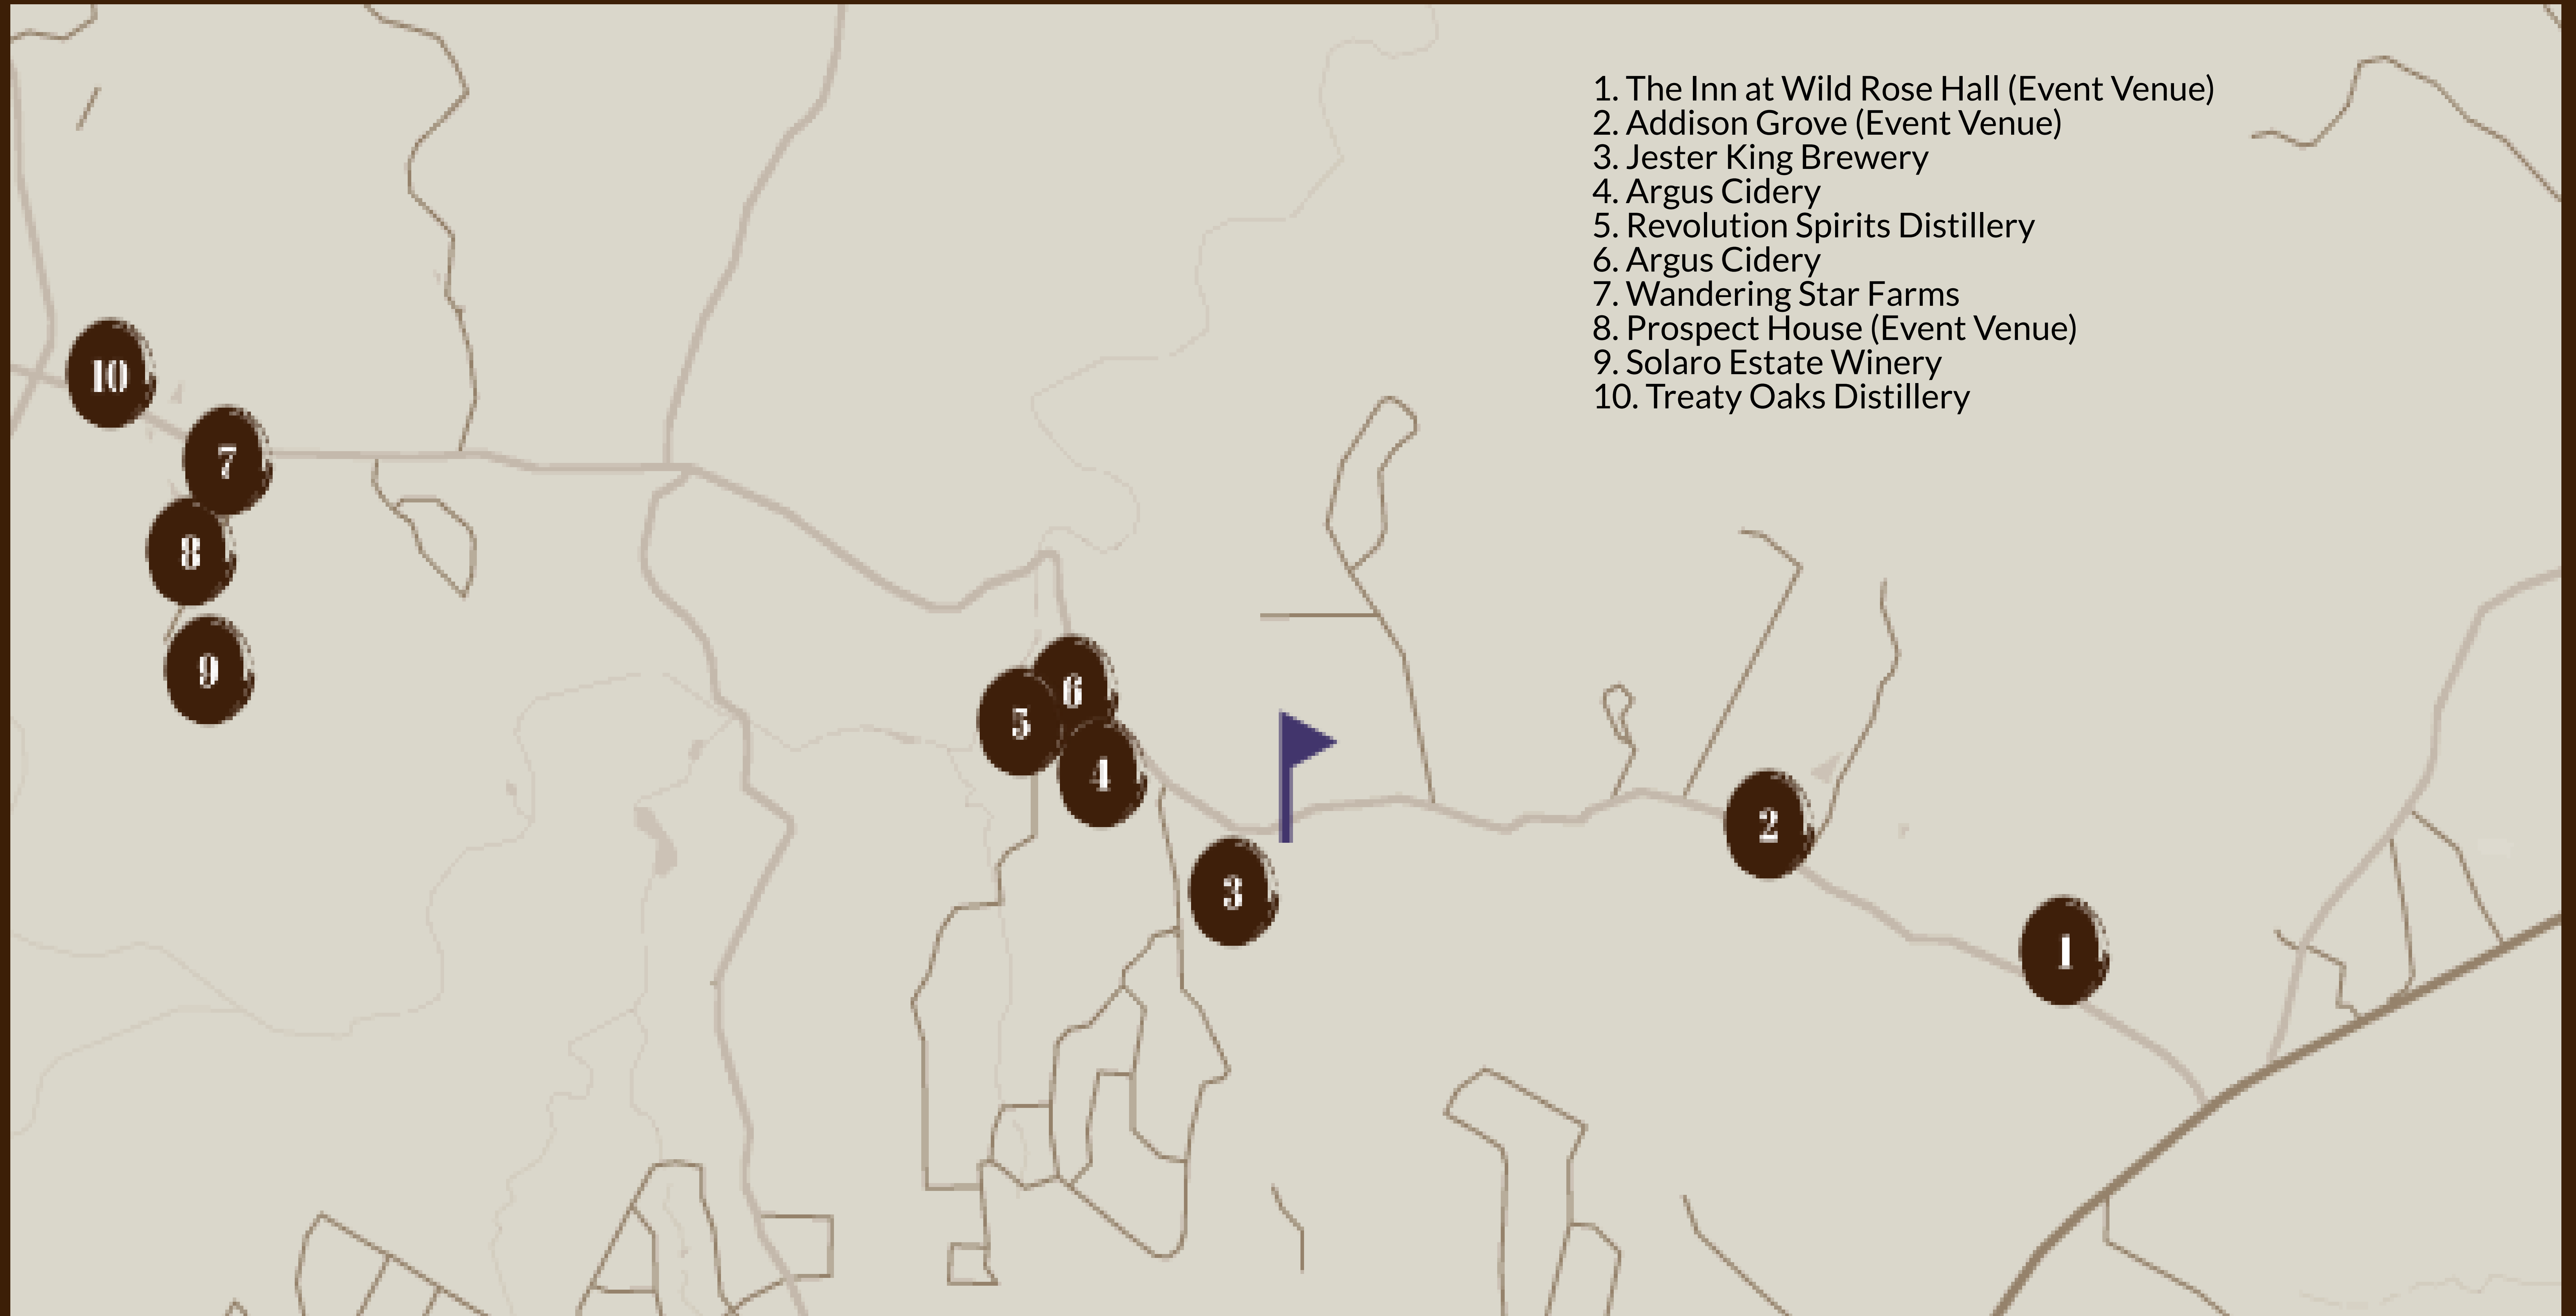 1. The Inn at Wild Rose Hall (Event Venue)
2. Addison Grove (Event Venue)
3. Jester King Brewery
4. Argus Cidery
5. Revolution Spirits Distillery
6. Argus Cidery
7. Wandering Star Farms
8. Prospect House (Event Venue)
9. Solaro Estate Winery
10. Treaty Oaks Distillery
10
7
8
9
6
5
4
3
2
1